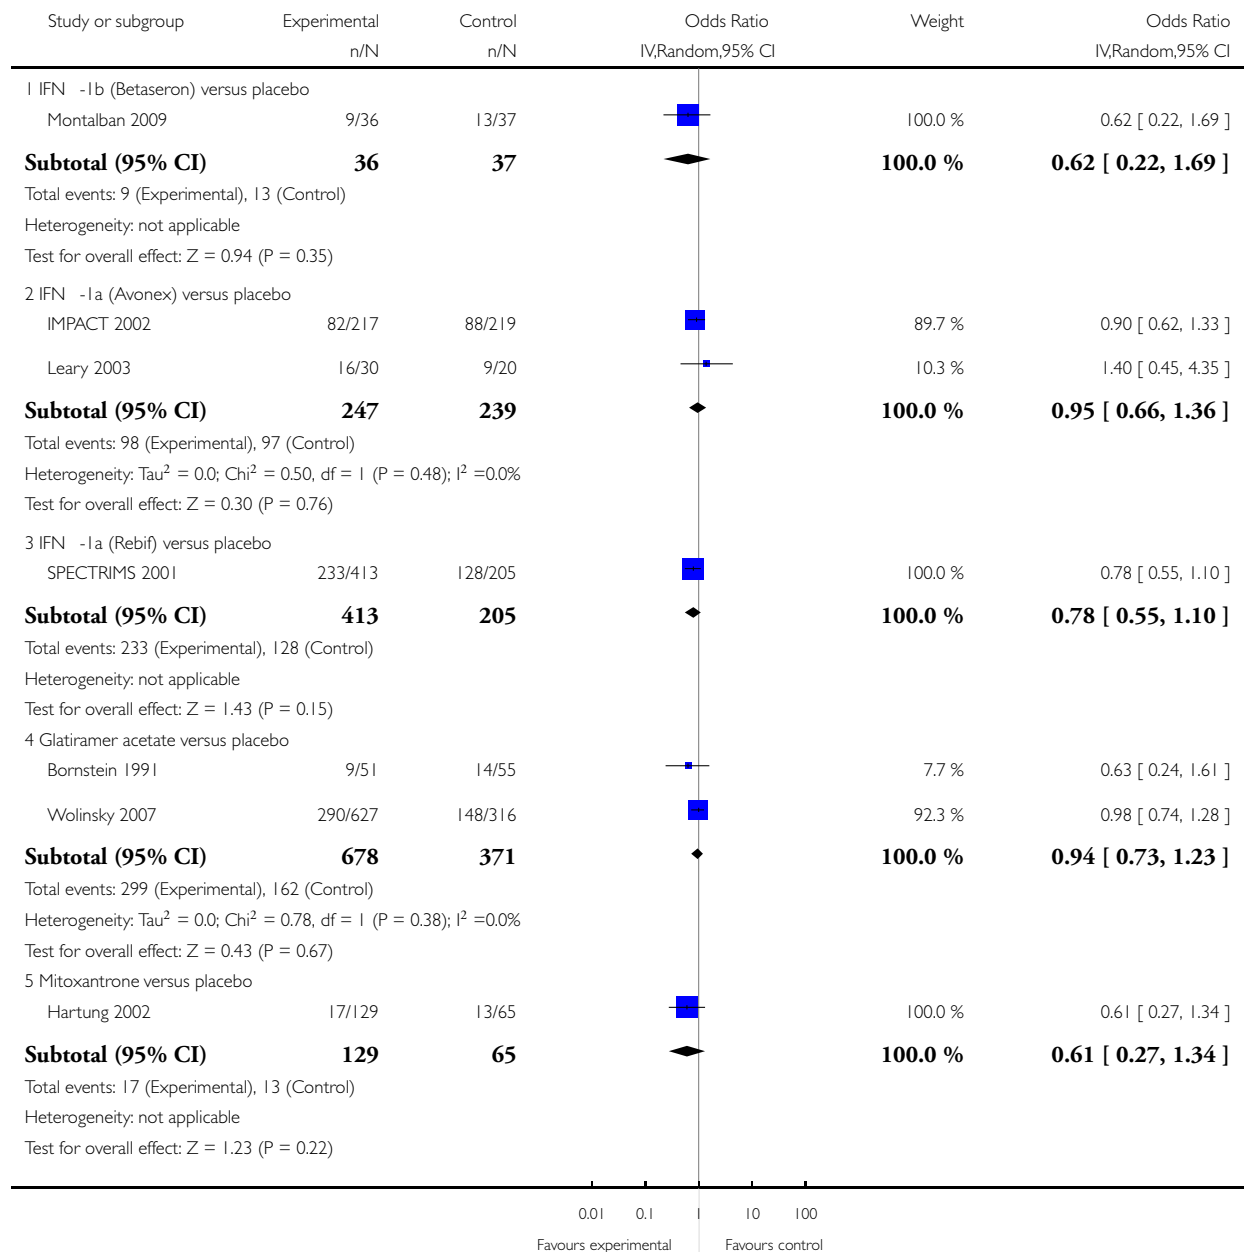 Study or subgroup Experimental Control Odds Ratio Weight Odds Ratio
n/N n/N IV,Random,95% CI IV,Random,95% CI
1 IFN -1b (Betaseron) versus placebo
Montalban 2009 9/36 13/37 100.0 % 0.62 [ 0.22, 1.69 ]
Subtotal (95% CI) 36 37 100.0 % 0.62 [ 0.22, 1.69 ]
Total events: 9 (Experimental), 13 (Control)
Heterogeneity: not applicable
Test for overall effect: Z = 0.94 (P = 0.35)
2 IFN -1a (Avonex) versus placebo
IMPACT 2002 82/217 88/219 89.7 % 0.90 [ 0.62, 1.33 ]
Leary 2003 16/30 9/20 10.3 % 1.40 [ 0.45, 4.35 ]
Subtotal (95% CI) 247 239 100.0 % 0.95 [ 0.66, 1.36 ]
Total events: 98 (Experimental), 97 (Control)
Heterogeneity: Tau² = 0.0; Chi² = 0.50, df = 1 (P = 0.48); I² =0.0%
Test for overall effect: Z = 0.30 (P = 0.76)
3 IFN -1a (Rebif) versus placebo
SPECTRIMS 2001 233/413 128/205 100.0 % 0.78 [ 0.55, 1.10 ]
Subtotal (95% CI) 413 205 100.0 % 0.78 [ 0.55, 1.10 ]
Total events: 233 (Experimental), 128 (Control)
Heterogeneity: not applicable
Test for overall effect: Z = 1.43 (P = 0.15)
4 Glatiramer acetate versus placebo
Bornstein 1991 9/51 14/55 7.7 % 0.63 [ 0.24, 1.61 ]
Wolinsky 2007 290/627 148/316 92.3 % 0.98 [ 0.74, 1.28 ]
Subtotal (95% CI) 678 371 100.0 % 0.94 [ 0.73, 1.23 ]
Total events: 299 (Experimental), 162 (Control)
Heterogeneity: Tau² = 0.0; Chi² = 0.78, df = 1 (P = 0.38); I² =0.0%
Test for overall effect: Z = 0.43 (P = 0.67)
5 Mitoxantrone versus placebo
Hartung 2002 17/129 13/65 100.0 % 0.61 [ 0.27, 1.34 ]
Subtotal (95% CI) 129 65 100.0 % 0.61 [ 0.27, 1.34 ]
Total events: 17 (Experimental), 13 (Control)
Heterogeneity: not applicable
Test for overall effect: Z = 1.23 (P = 0.22)
0.01 0.1 1 10 100
Favours experimental Favours control